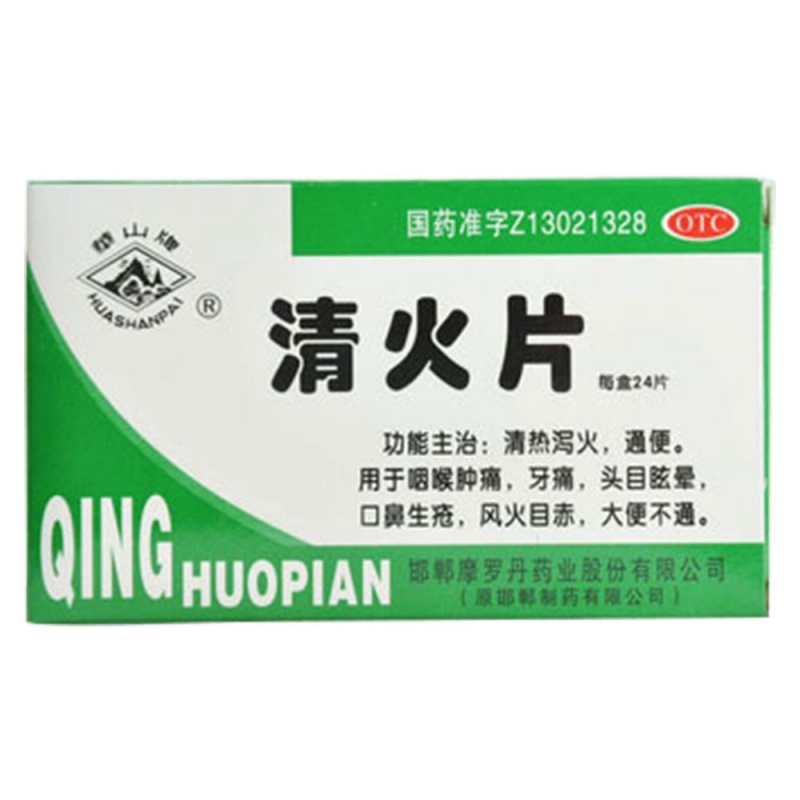 国药准字Z13021328 OTC
华山牌
HUASHANPAI ®
清火片 每盒24片
功能主治：清热泻火，通便。
用于咽喉肿痛，牙痛，头目眩晕，
口鼻生疮，风火目赤，大便不通。
QING HUOPIAN
邯郸摩罗丹药业股份有限公司
（原邯郸制药有限公司）